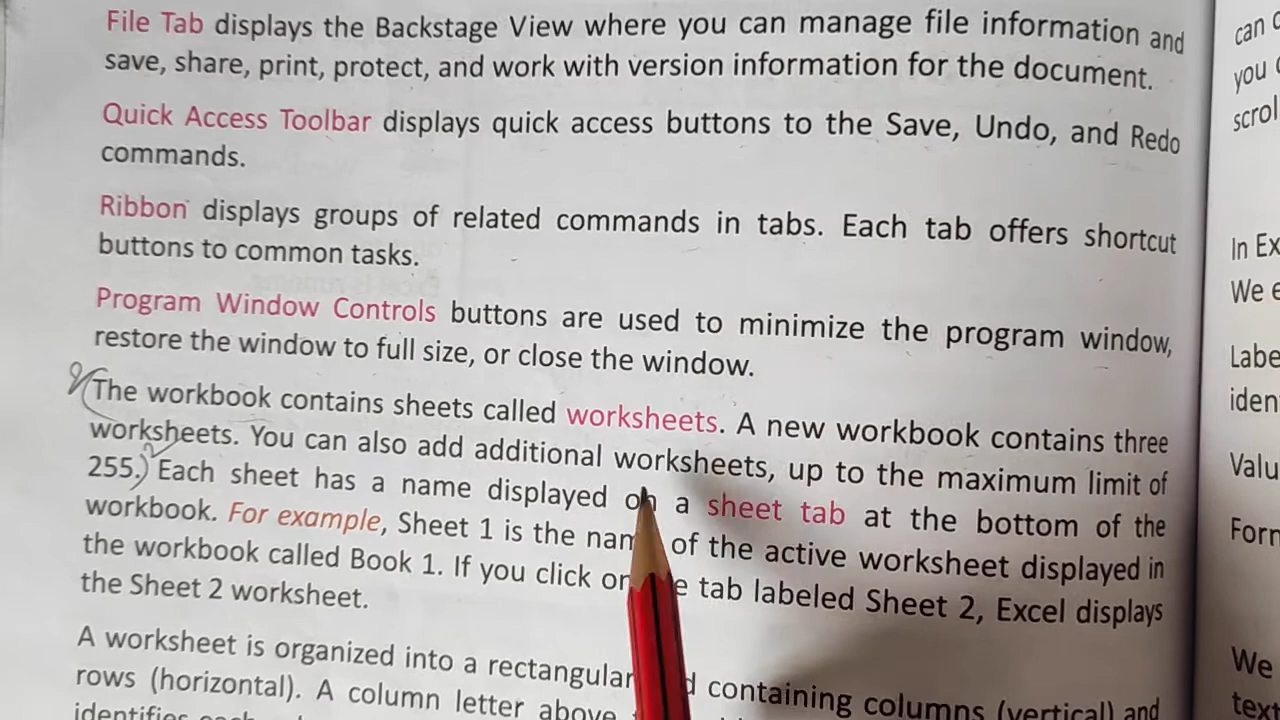 File Tab displays the Backstage View where you can manage file information and
save, share, print, protect, and work with version information for the document.
Quick Access Toolbar displays quick access buttons to the Save, Undo, and Redo
commands.
Ribbon displays groups of related commands in tabs. Each tab offers shortcut
buttons to common tasks.
Program Window Controls buttons are used to minimize the program window,
restore the window to full size, or close the window.
The workbook contains sheets called worksheets. A new workbook contains three
worksheets. You can also add additional worksheets, up to the maximum limit of
255. Each sheet has a name displayed on a sheet tab at the bottom of the
workbook. For example, Sheet 1 is the of the active worksheet displayed in
the workbook called Book 1. If you click tab labeled Sheet 2, Excel displays
the Sheet 2 worksheet.
A worksheet is organized into a rectangular containing columns (vertical) and
rows (horizontal). A column letter above
identifies each
can
you
scrol
In Ex
We
Labe
iden
Valu
Forn
We
text